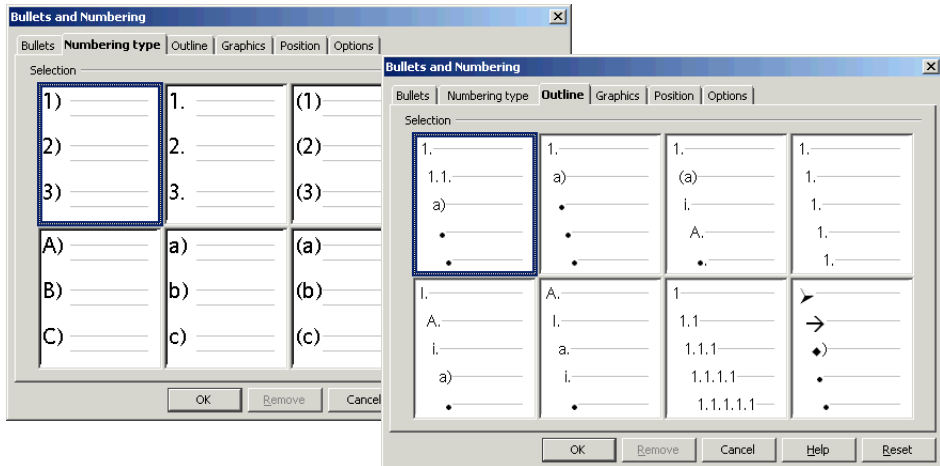 Bullets and Numbering
Bullets Numbering type Outline Graphics Position Options
Selection
1) 1. (1)
2) 2. (2)
3) 3. (3)
A) a) (a)
B) b) (b)
C) c) (c)
OK Remove Cancel
Bullets and Numbering
Bullets Numbering type Outline Graphics Position Options
Selection
1. 1. 1. 1.
1.1. a) (a) 1.
a) • i. 1.
• • A. 1.
• • •. 1.
I. A. 1 ➢
A. I. 1.1 →
i. a. 1.1.1 ◆)
a) i. 1.1.1.1 •
• • 1.1.1.1.1 •
OK Remove Cancel Help Reset